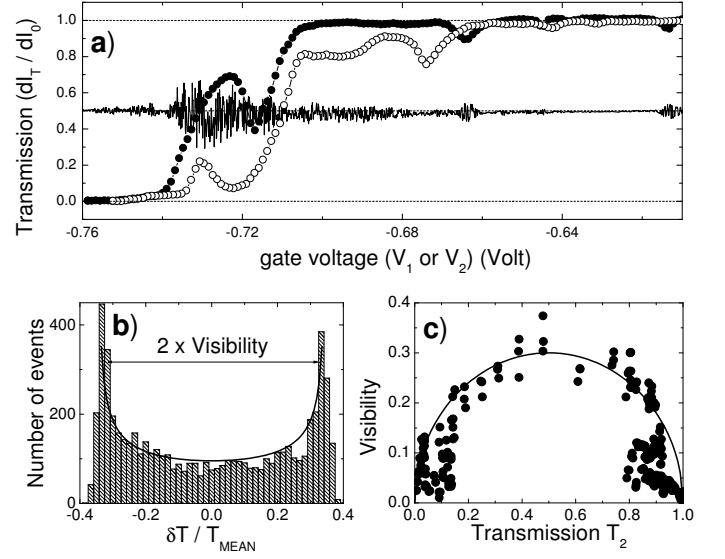 1.0
0.8
0.6
0.4
0.2
0.0
Transmission (dI_T / dI_0)
a)
-0.76
-0.72
-0.68
-0.64
gate voltage (V_1 or V_2) (Volt)
b)
2 x Visibility
400
200
0
Number of events
-0.4
-0.2
0.0
0.2
0.4
δT / T_MEAN
c)
0.4
0.3
0.2
0.1
0.0
Visibility
0.0
0.2
0.4
0.6
0.8
1.0
Transmission T_2